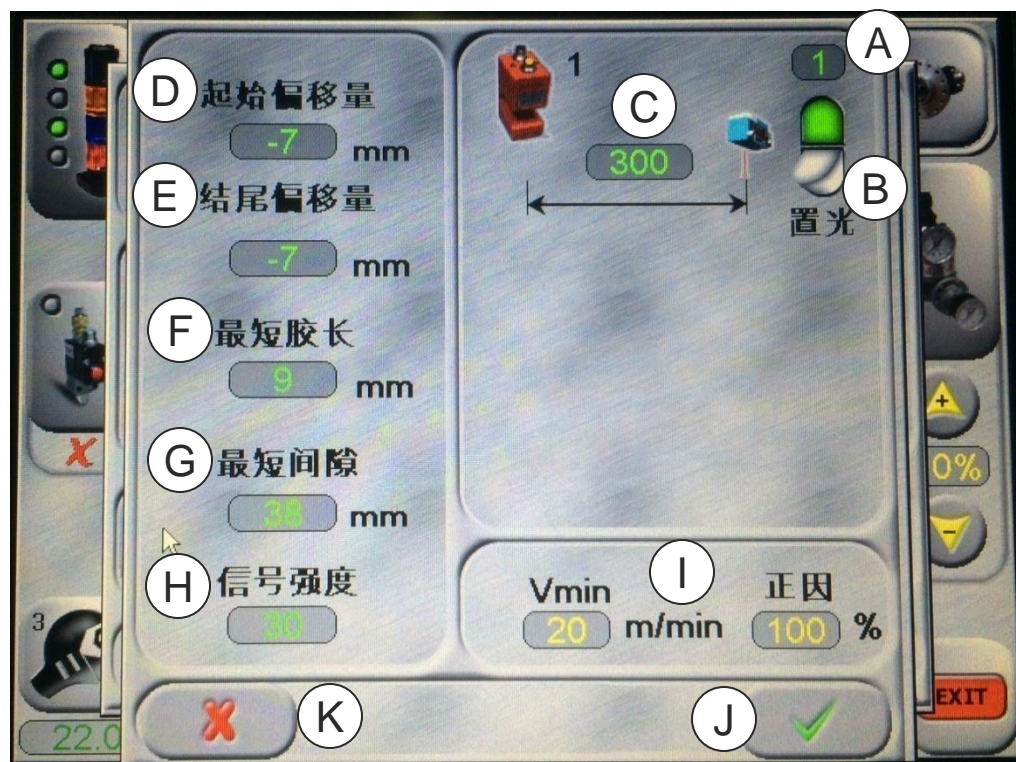 D 起始偏移量
-7 mm
E 结尾偏移量
-7 mm
F 最短胶长
9 mm
G 最短间隙
38 mm
H 信号强度
30
1
C
300
1 A
B
置光
I
Vmin 正因
20 m/min 100 %
K
J
3
22.0
0%
EXIT